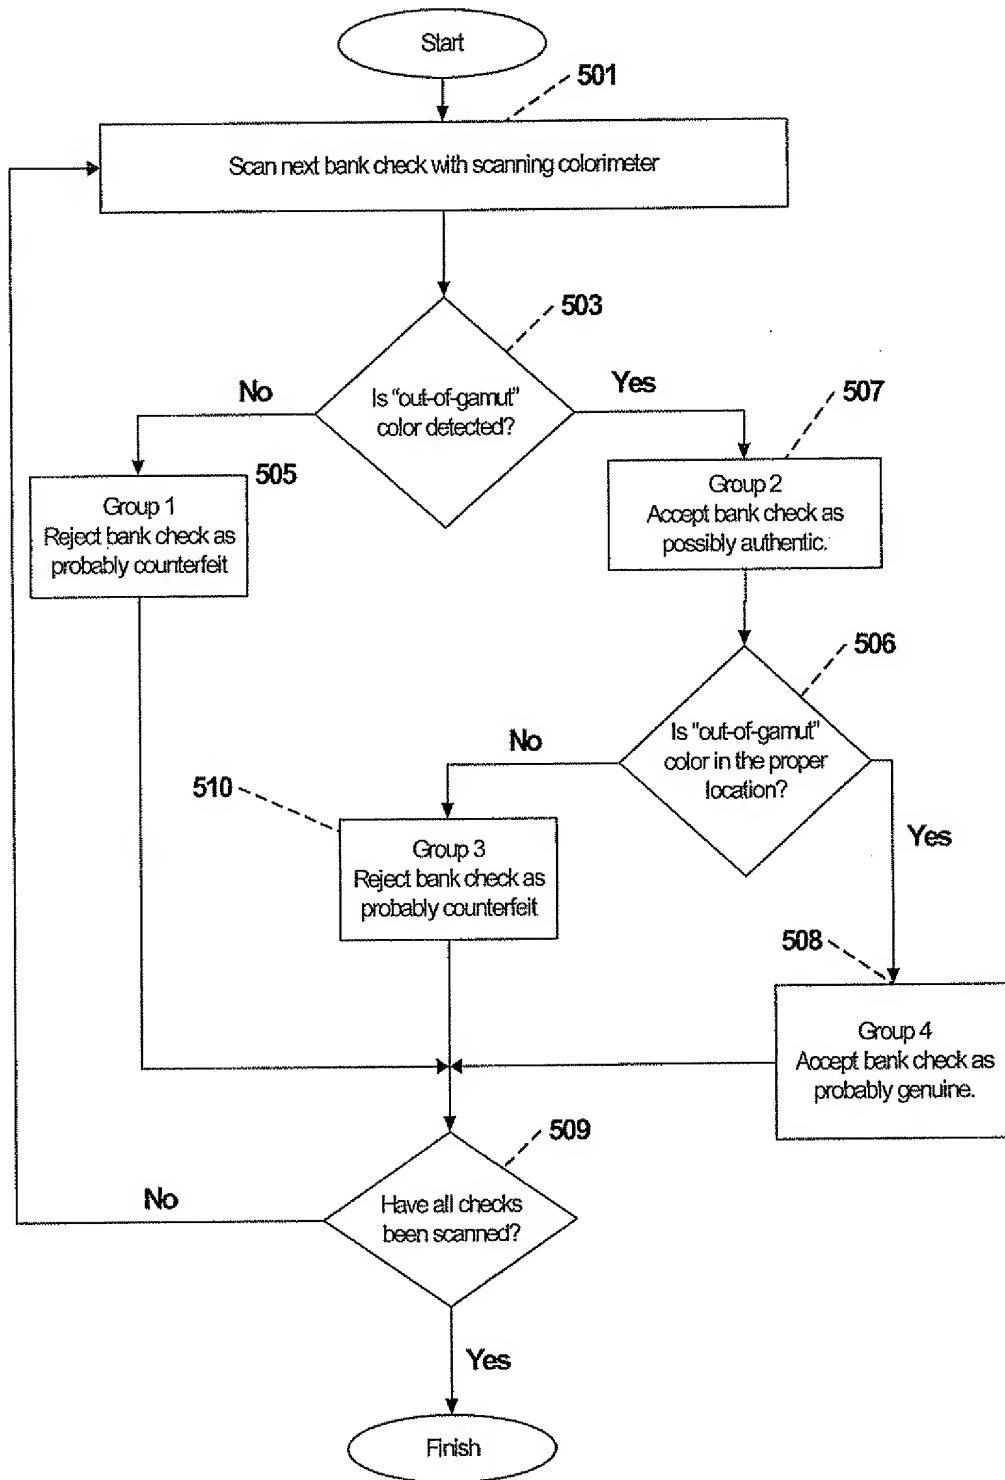 Start
501
Scan next bank check with scanning colorimeter
503
Is "out-of-gamut"
color detected?
No
Yes
507
505
Group 1
Reject bank check as
probably counterfeit
Group 2
Accept bank check as
possibly authentic.
506
Is "out-of-gamut"
color in the proper
location?
No
Yes
510
Group 3
Reject bank check as
probably counterfeit
508
Group 4
Accept bank check as
probably genuine.
509
Have all checks
been scanned?
No
Yes
Finish